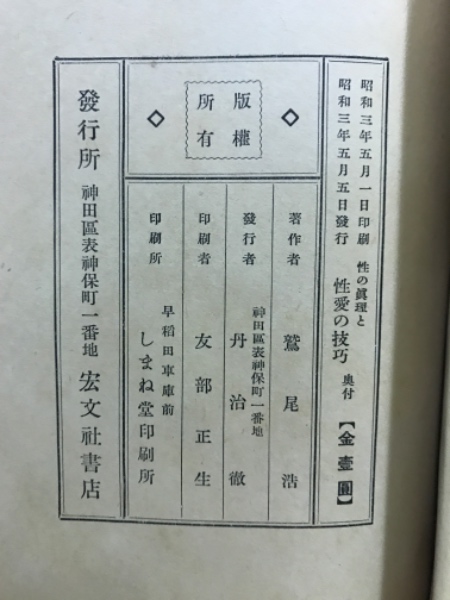 昭和三年五月一日印刷
昭和三年五月五日發行
性の眞理と
性愛の技巧
奥付
【金壹圓】
版權
所有
著作者 鷲尾浩
發行者 神田區表神保町一番地
丹治徹
印刷者 友部正生
印刷所 早稻田車庫前
しまね堂印刷所
發行所 神田區表神保町一番地 宏文社書店